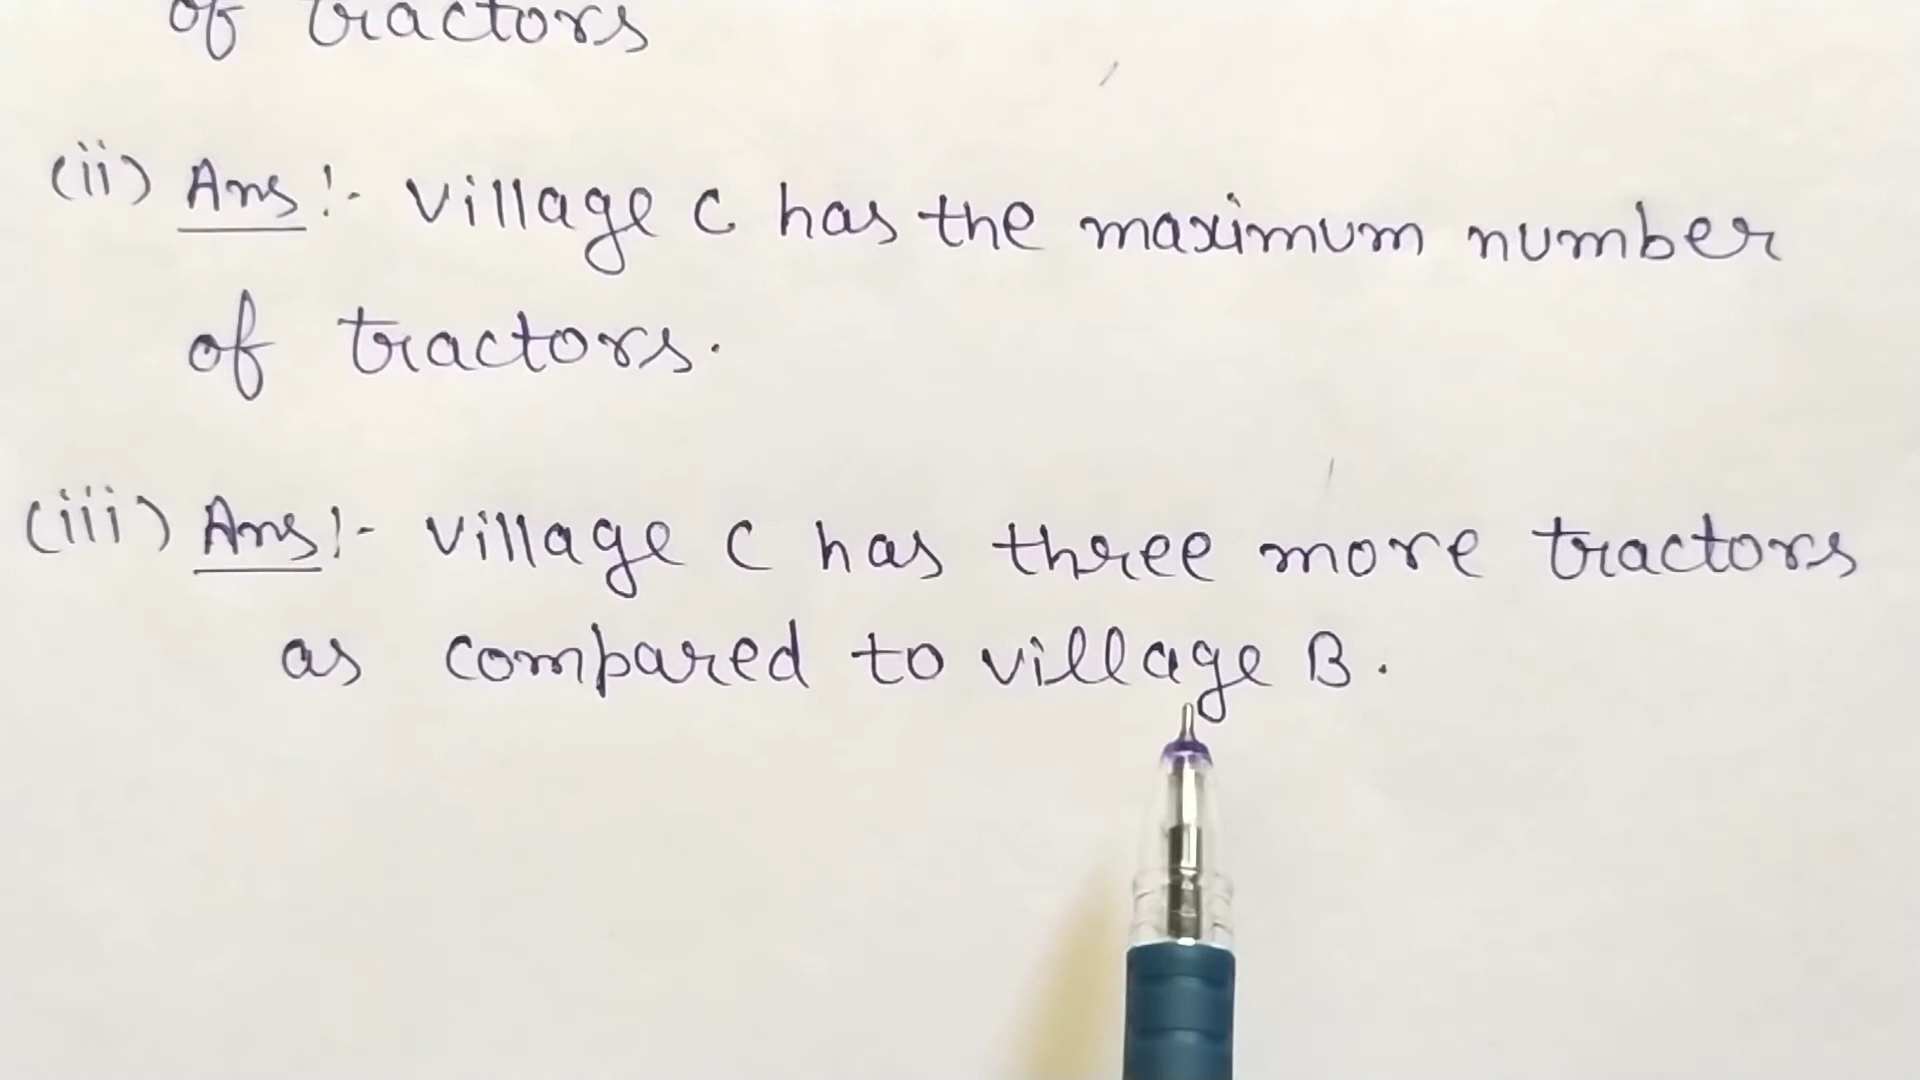 of tractors
(ii) Ans:- Village C has the maximum number
of tractors.
(iii) Ans:- Village C has three more tractors
as compared to village B.